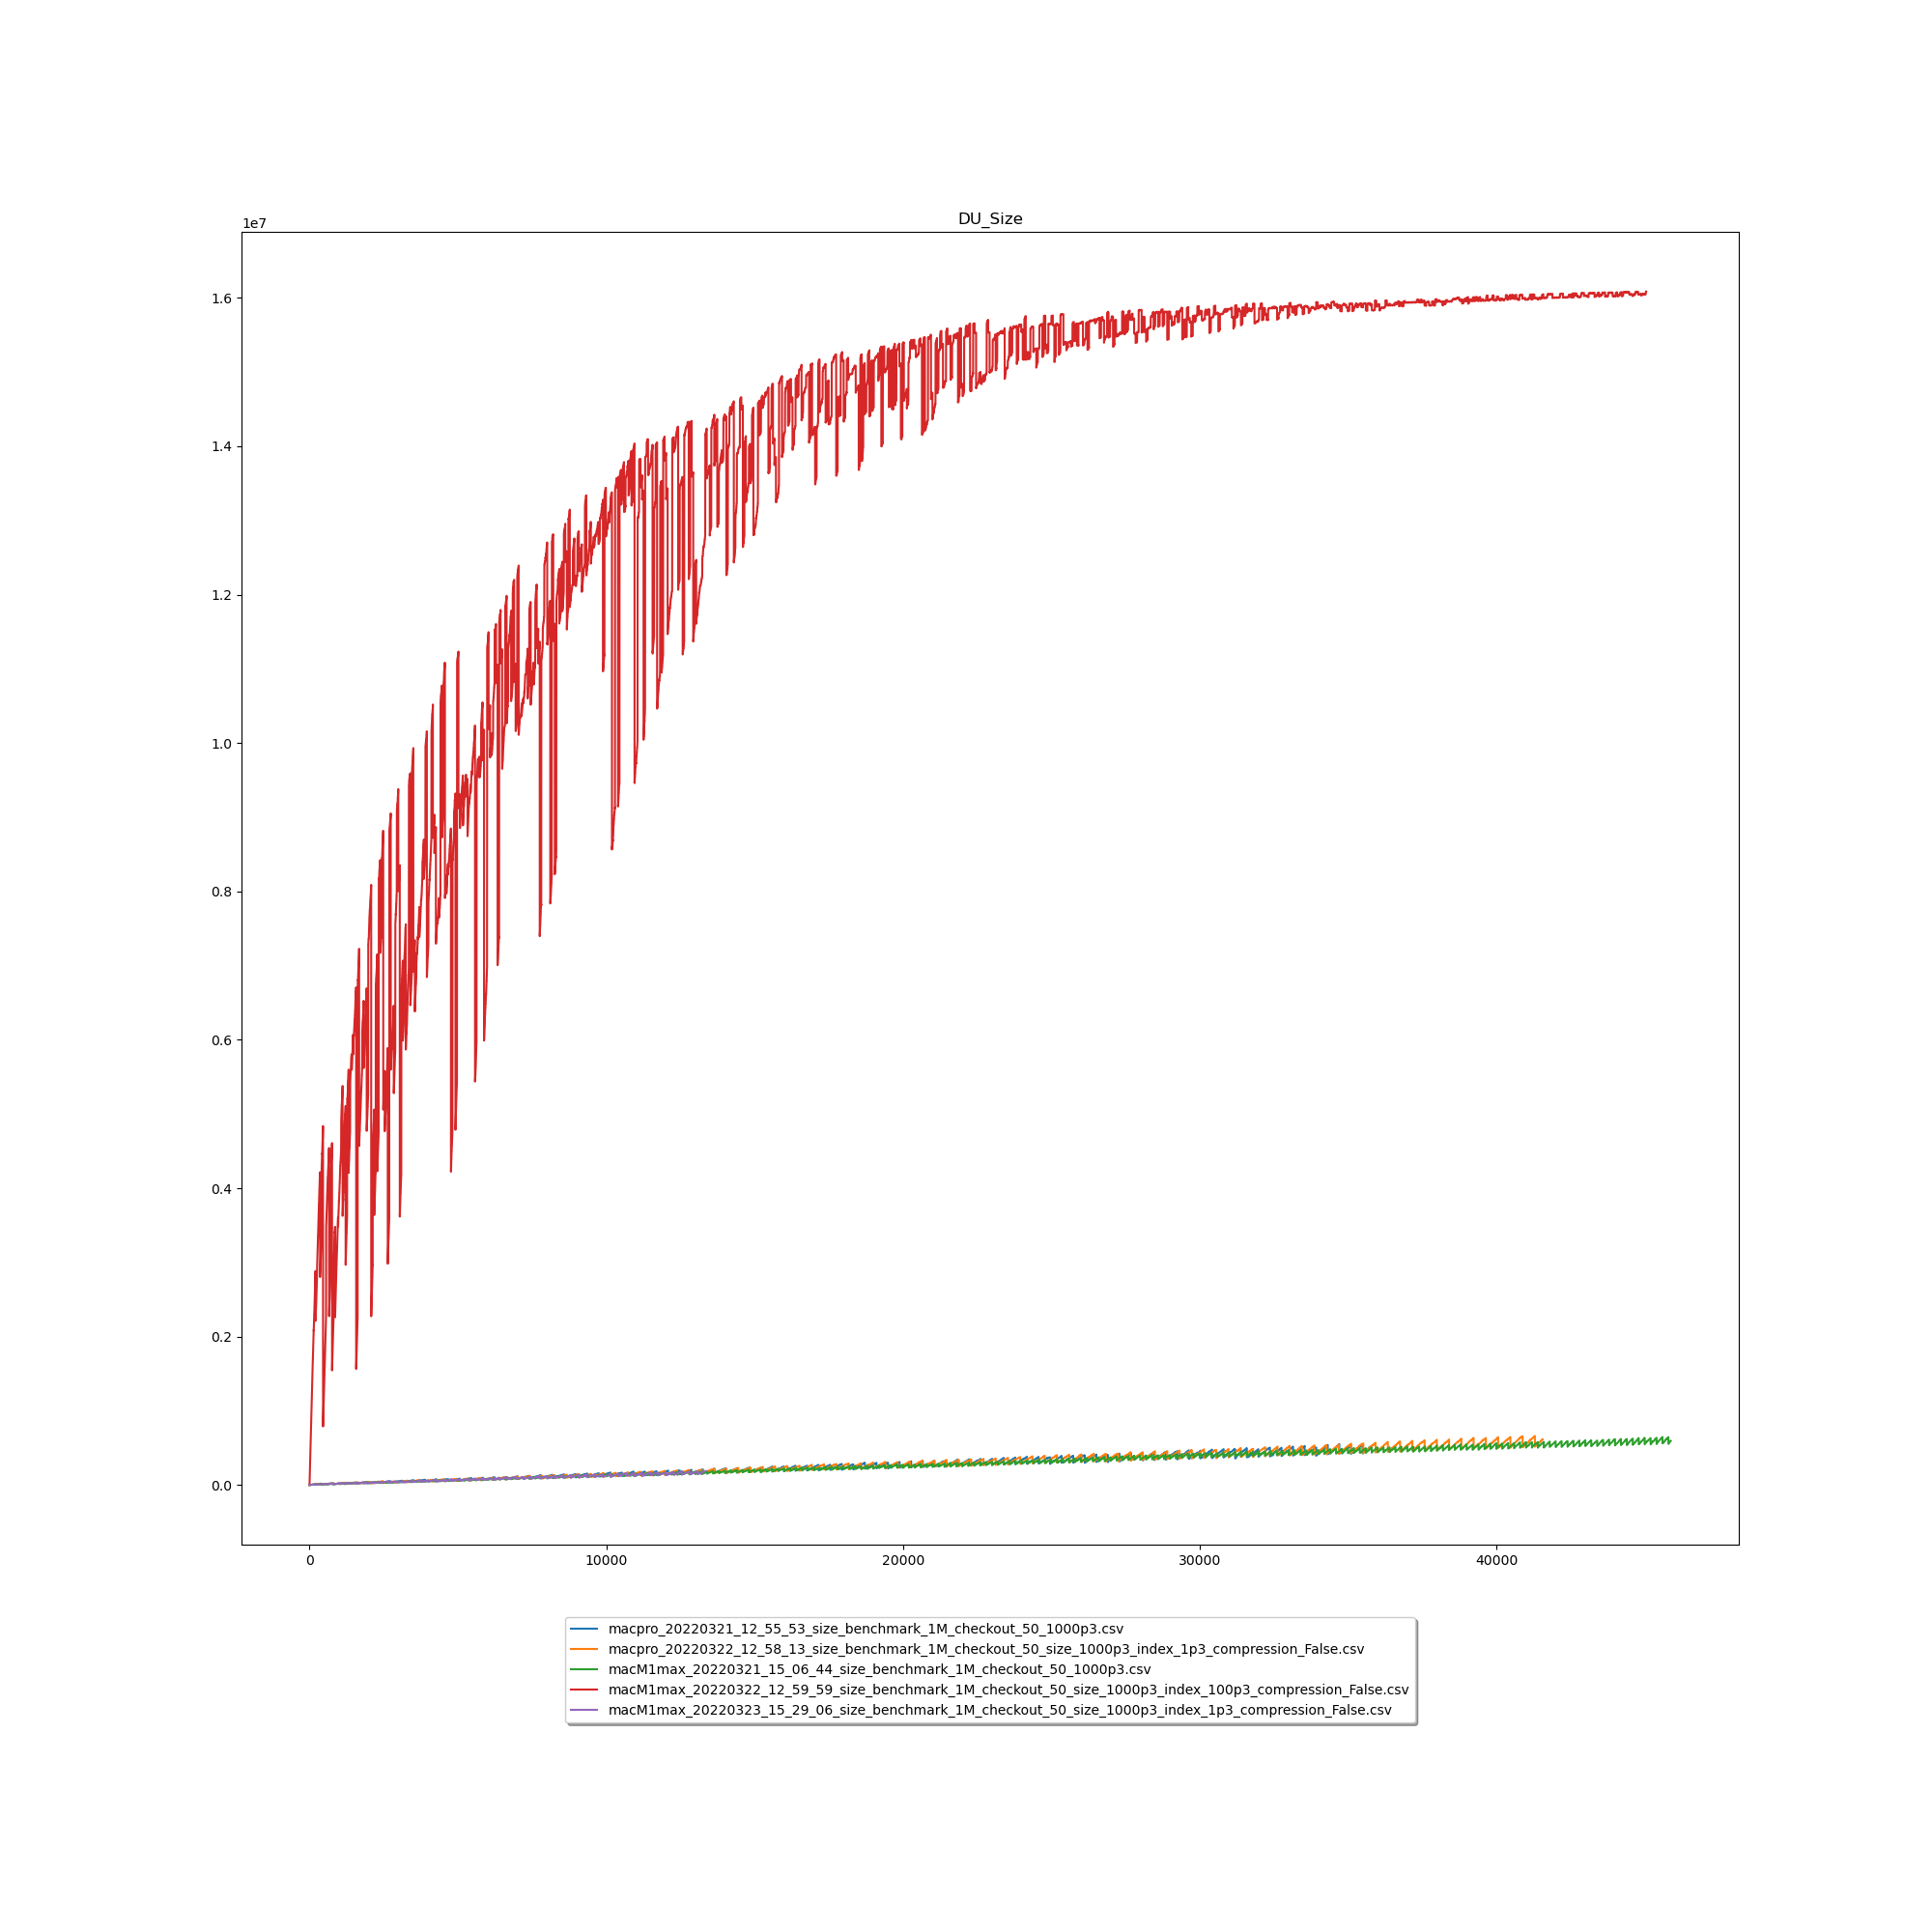 DU_Size
1e7
1.6
1.4
1.2
1.0
0.8
0.6
0.4
0.2
0.0
0 10000 20000 30000 40000
macpro_20220321_12_55_53_size_benchmark_1M_checkout_50_1000p3.csv
macpro_20220322_12_58_13_size_benchmark_1M_checkout_50_size_1000p3_index_1p3_compression_False.csv
macM1max_20220321_15_06_44_size_benchmark_1M_checkout_50_1000p3.csv
macM1max_20220322_12_59_59_size_benchmark_1M_checkout_50_size_1000p3_index_100p3_compression_False.csv
macM1max_20220323_15_29_06_size_benchmark_1M_checkout_50_size_1000p3_index_1p3_compression_False.csv